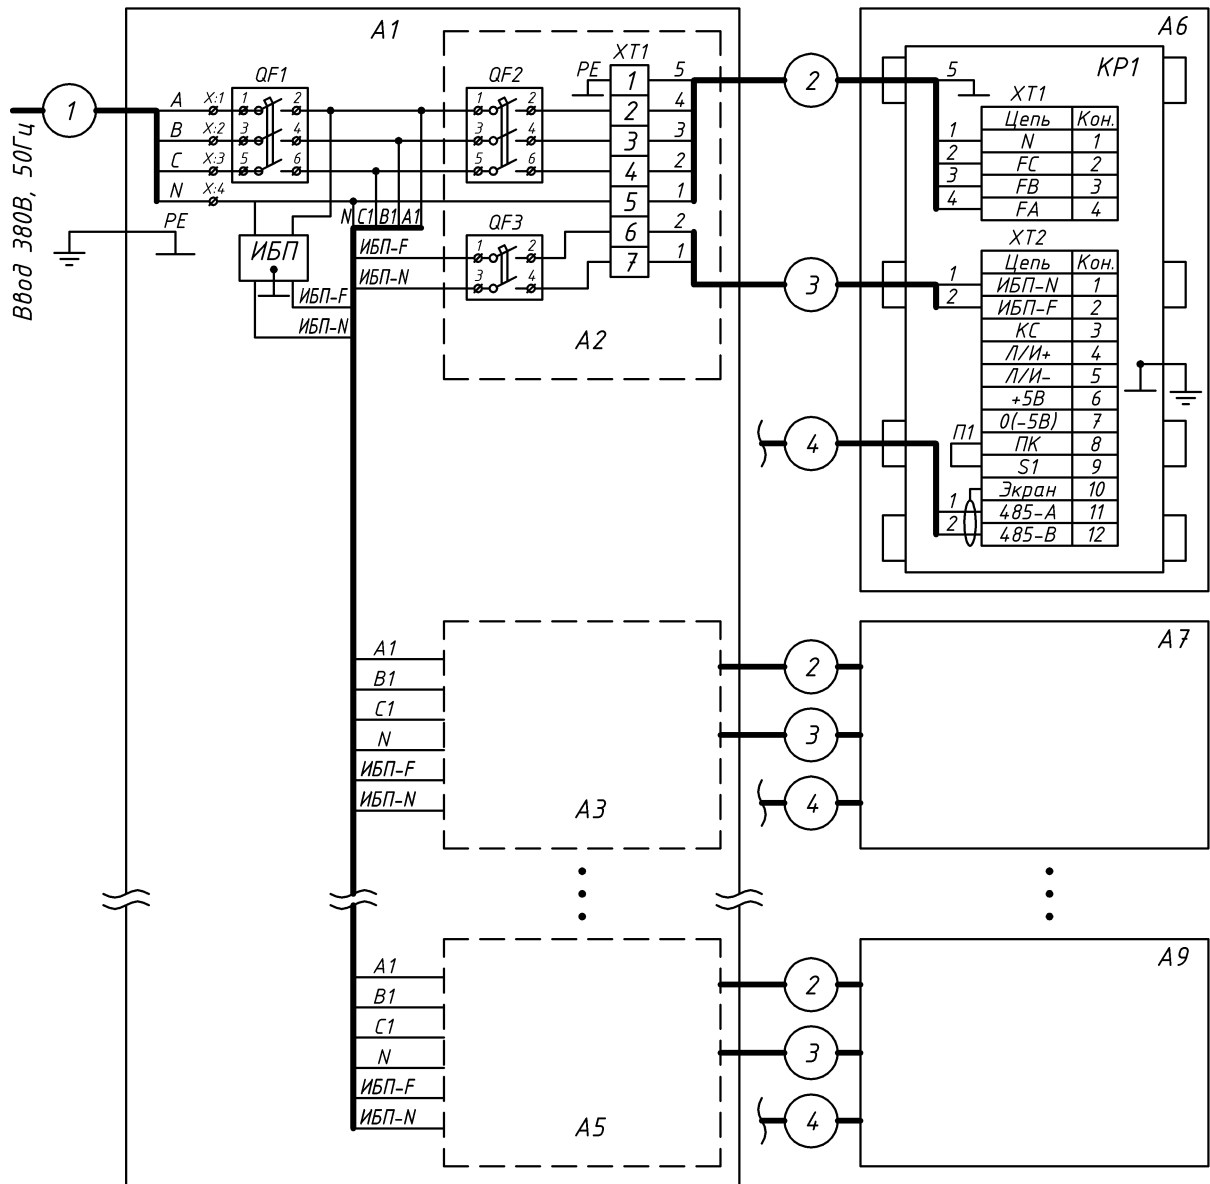 Ввод 380В, 50Гц
1
A1
A
B
C
N
PE
X:1
X:2
X:3
X:4
QF1
1 2
3 4
5 6
ИБП
ИБП-F
ИБП-N
N C1 B1 A1
ИБП-F
ИБП-N
QF2
1 2
3 4
5 6
QF3
1 2
3 4
PE
XT1
1 5
2 4
3 3
4 2
5 1
6 2
7 1
A2
2
3
4
A6
КР1
5
XT1
Цепь Кон.
1 N 1
2 FC 2
3 FB 3
4 FA 4
XT2
Цепь Кон.
1 ИБП-N 1
2 ИБП-F 2
КС 3
Л/И+ 4
Л/И- 5
+5В 6
0(-5В) 7
П1 ПК 8
S1 9
Экран 10
1 485-A 11
2 485-B 12
A1
B1
C1
N
ИБП-F
ИБП-N
A3
2
3
4
A7
A1
B1
C1
N
ИБП-F
ИБП-N
A5
2
3
4
A9